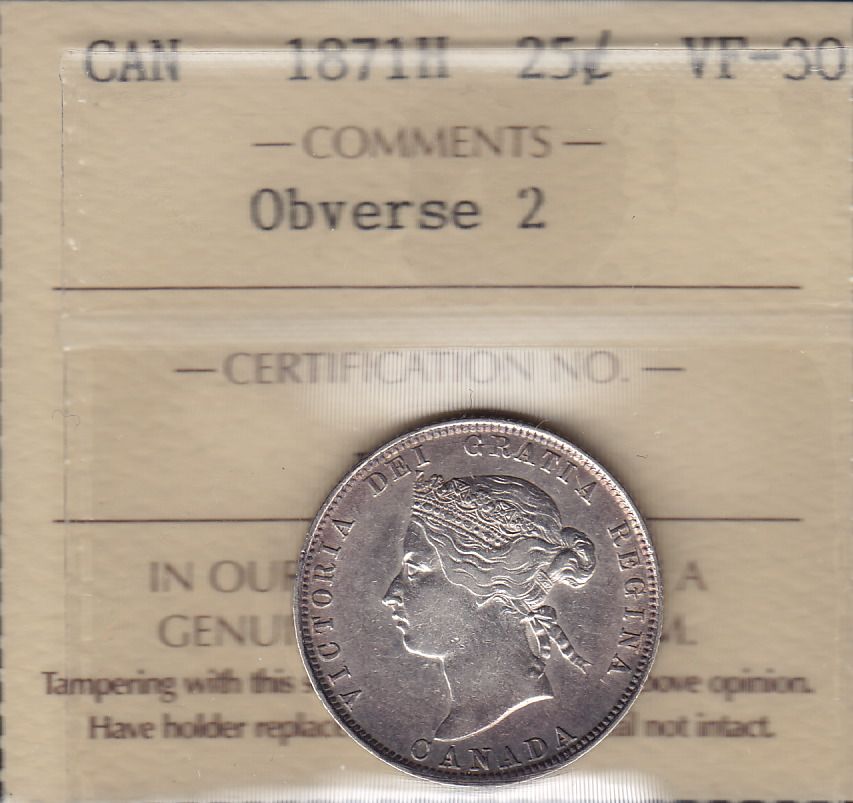 CAN 1871H 25¢ VF-30
— COMMENTS —
Obverse 2
— CERTIFICATION NO. —
VICTORIA DEI GRATIA REGINA
CANADA
IN OUR A
GENU M.
Tampering with this opinion.
Have holder replac al not intact.